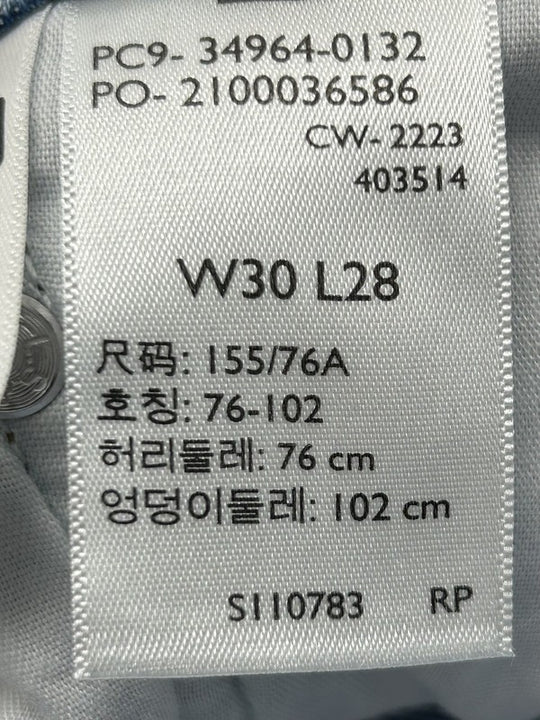 PC9- 34964-0132
PO- 2100036586
CW- 2223
403514
W30 L28
尺码: 155/76A
호칭: 76-102
허리둘레: 76 cm
엉덩이둘레: 102 cm
S110783 RP